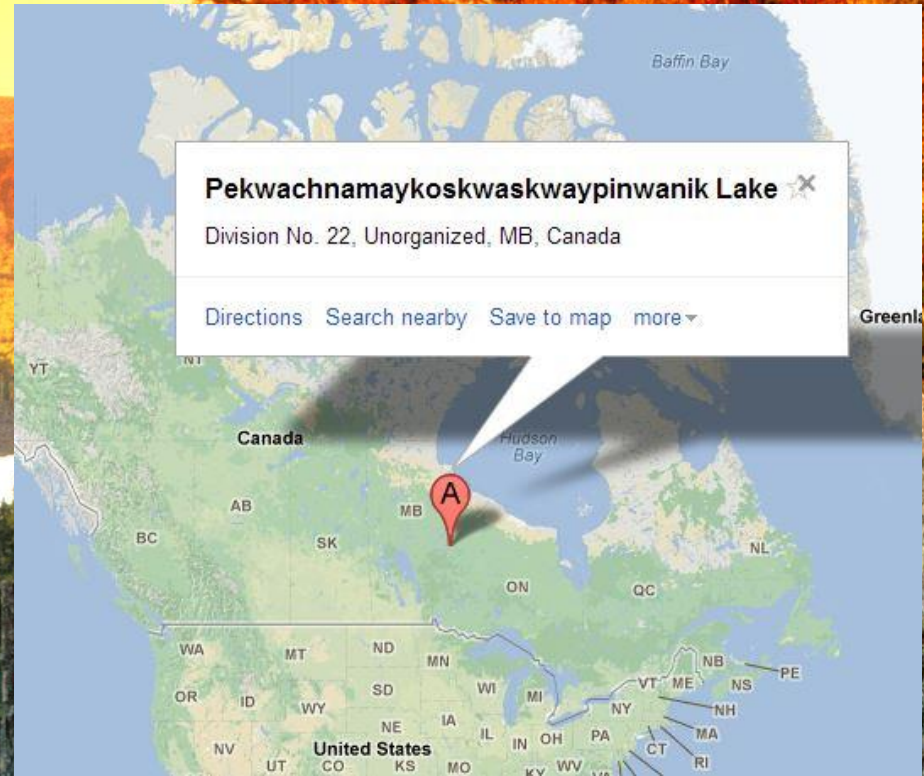 Baffin Bay
Pekwachnamaykoskwaskwaypinwanik Lake
Division No. 22, Unorganized, MB, Canada
Directions Search nearby Save to map more
Greenla
YT
NT
Canada
Hudson
Bay
A
AB
MB
BC
SK
NL
ON
QC
WA
MT
ND
MN
NB
PE
OR
ID
SD
WI
MI
VT
ME
NS
WY
NY
NH
NE
IA
IL
IN
OH
PA
MA
NV
United States
CT
RI
UT
CO
KS
MO
KY
WV
VA